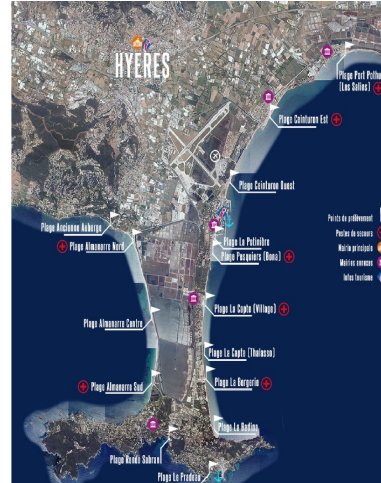 HYÈRES
Plage Port Pothuau
(Les Salins)
Plage Ceinturon Est
Plage Ceinturon Ouest
Plage Ancienne Auberge
Plage Almanarre Nord
Plage La Potinière
Plage Pesquiers (Bona)
Points de prélèvement
Postes de secours
Mairie principale
Mairies annexes
Infos tourisme
Plage La Capte (Village)
Plage Almanarre Centre
Plage La Capte (Thalasso)
Plage Almanarre Sud
Plage La Bergerie
Plage La Badine
Plage Ronde Sabrani
Plage Le Pradeau